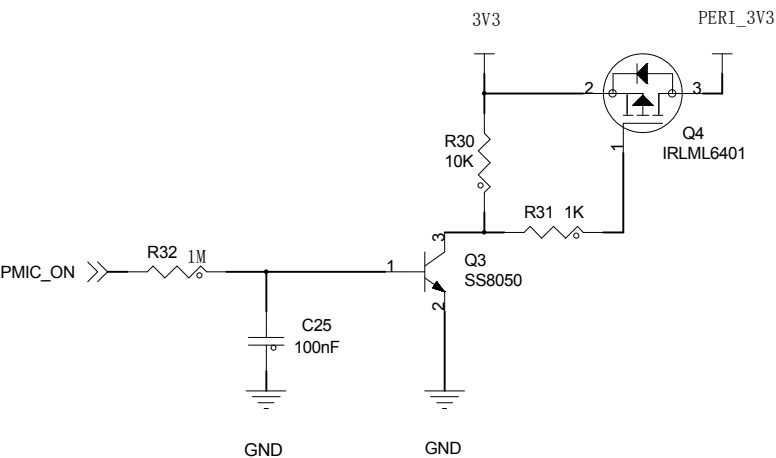 3V3
PERI_3V3
2
3
R30
10K
Q4
IRLML6401
1
R31 1K
3
R32 1M
PMIC_ON
1
Q3
SS8050
2
C25
100nF
GND
GND